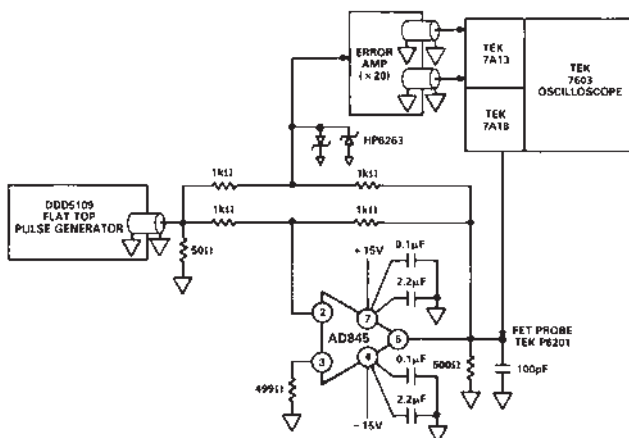 ERROR
AMP
(×20)
TEK
7A13
TEK
7603
OSCILLOSCOPE
TEK
7A18
HP6263
1kΩ
1kΩ
1kΩ
1kΩ
DDD5109
FLAT TOP
PULSE GENERATOR
50Ω
+15V
0.1µF
2.2µF
2
7
AD845
6
3
4
0.1µF
500Ω
FET PROBE
TEK P6201
499Ω
100pF
2.2µF
−15V